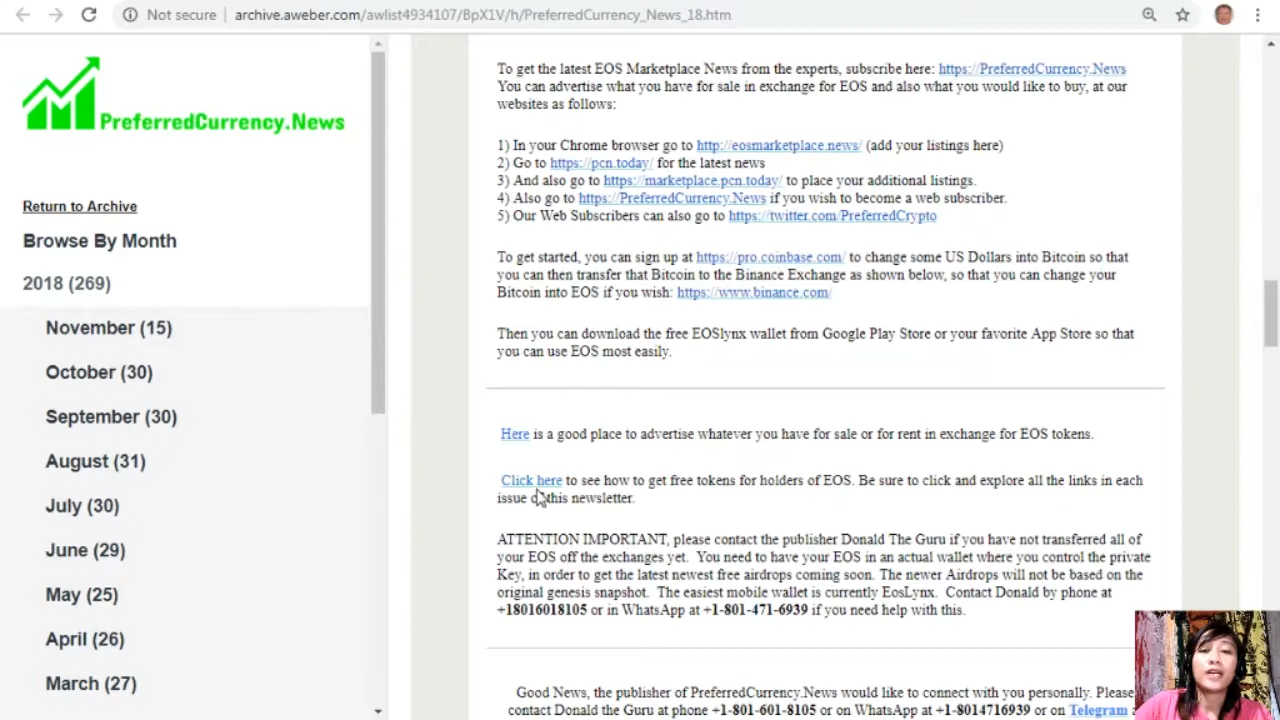 Not secure
archive.aweber.com/awlist4934107/BpX1V/h/PreferredCurrency_News_18.htm
PreferredCurrency.News
Return to Archive
Browse By Month
2018 (269)
November (15)
October (30)
September (30)
August (31)
July (30)
June (29)
May (25)
April (26)
March (27)
To get the latest EOS Marketplace News from the experts, subscribe here: https://PreferredCurrency.News
You can advertise what you have for sale in exchange for EOS and also what you would like to buy, at our
websites as follows:
1) In your Chrome browser go to http://eosmarketplace.news/ (add your listings here)
2) Go to https://pcn.today/ for the latest news
3) And also go to https://marketplace.pcn.today/ to place your additional listings.
4) Also go to https://PreferredCurrency.News if you wish to become a web subscriber.
5) Our Web Subscribers can also go to https://twitter.com/PreferredCrypto
To get started, you can sign up at https://pro.coinbase.com/ to change some US Dollars into Bitcoin so that
you can then transfer that Bitcoin to the Binance Exchange as shown below, so that you can change your
Bitcoin into EOS if you wish: https://www.binance.com/
Then you can download the free EOSlynx wallet from Google Play Store or your favorite App Store so that
you can use EOS most easily.
Here is a good place to advertise whatever you have for sale or for rent in exchange for EOS tokens.
Click here to see how to get free tokens for holders of EOS. Be sure to click and explore all the links in each
issue of this newsletter.
ATTENTION IMPORTANT, please contact the publisher Donald The Guru if you have not transferred all of
your EOS off the exchanges yet. You need to have your EOS in an actual wallet where you control the private
Key, in order to get the latest newest free airdrops coming soon. The newer Airdrops will not be based on the
original genesis snapshot. The easiest mobile wallet is currently EosLynx. Contact Donald by phone at
+18016018105 or in WhatsApp at +1-801-471-6939 if you need help with this.
Good News, the publisher of PreferredCurrency.News would like to connect with you personally. Please
contact Donald the Guru at phone +1-801-601-8105 or on WhatsApp at +1-8014716939 or on Telegram